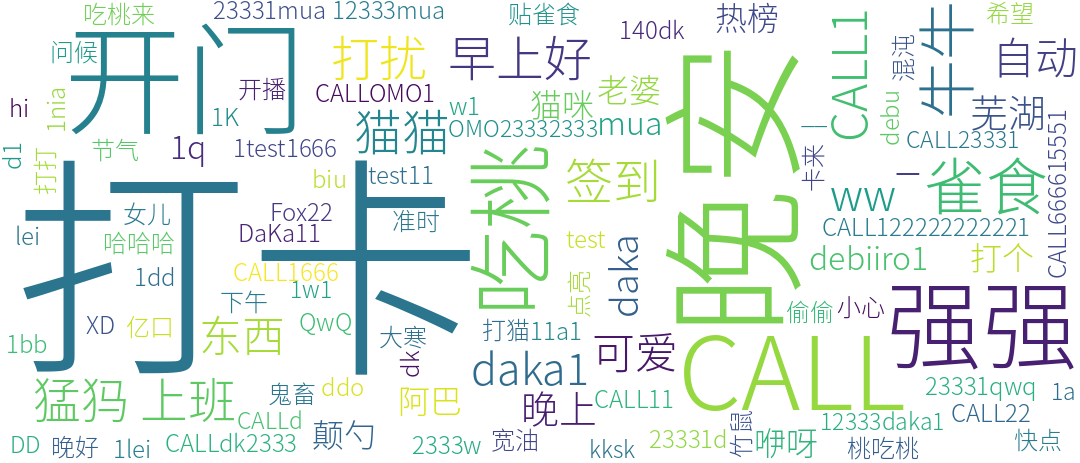 吃桃来
23331mua
12333mua
贴雀食
热榜
希望
问候
开门
打扰
早上好
140dk
CALL1
混沌
牛牛
自动
hi
1nia
开播
CALLOMO1
w1
猫咪
老婆
debu
芜湖
1K
猫猫
OMO23332333
mua
晚安
CALL23331
d1
节气
1q
1test1666
吃桃
签到
一
卡来
一
雀食
CALL6666615551
打打
biu
test11
ww
打卡
女儿
Fox22
准时
CALL122222222221
lei
哈哈哈
DaKa11
test
daka
debiiro1
打个
1dd
CALL1666
点亮
1w1
下午
偷偷
小心
强强
XD
亿口
东西
QwQ
大寒
打猫11a1
可爱
CALL
1bb
dk
daka1
猛犸
上班
鬼畜
ddo
阿巴
晚上
CALL11
23331qwq
1a
CALLd
颠勺
12333daka1
CALL22
DD
晚好
1lei
CALLdk2333
2333w
宽油
kksk
23331d
竹鼠
咿呀
桃吃桃
快点